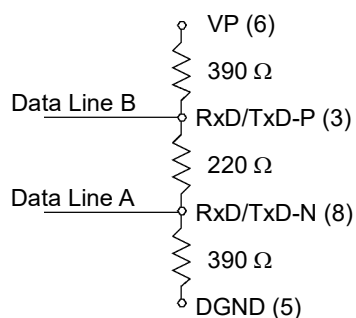 VP (6)
390 Ω
Data Line B
RxD/TxD-P (3)
220 Ω
Data Line A
RxD/TxD-N (8)
390 Ω
DGND (5)